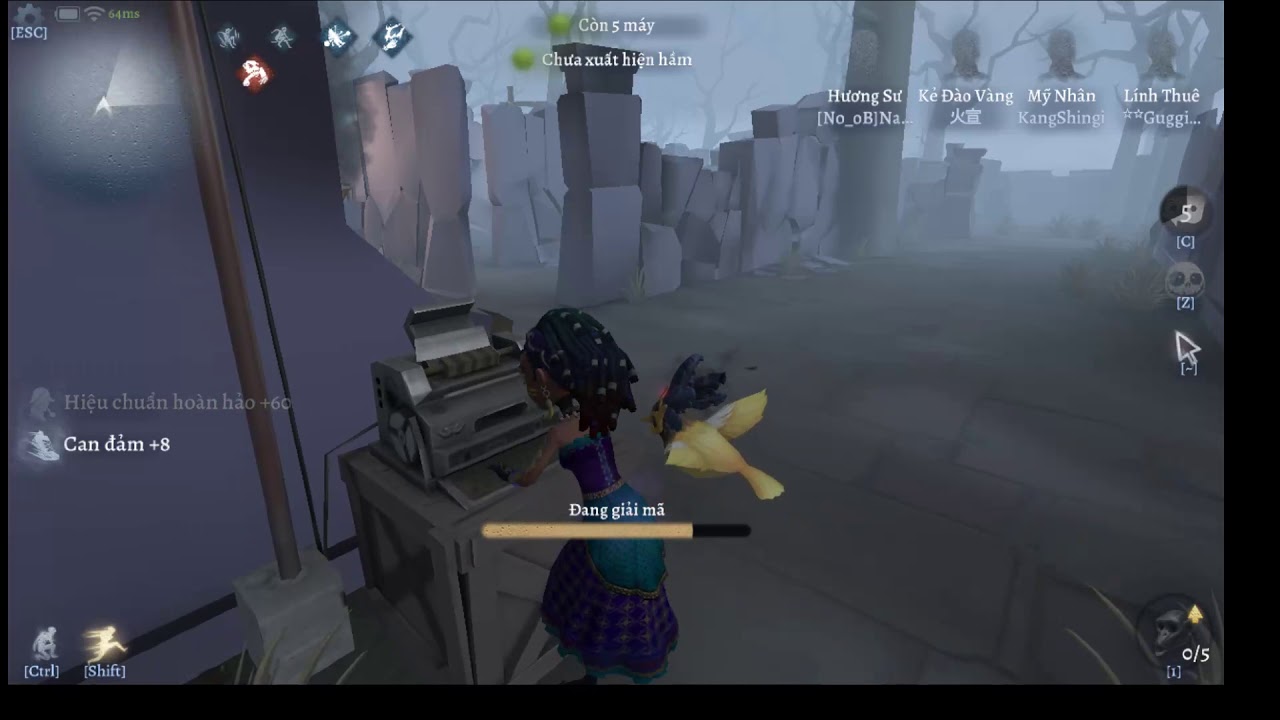 64ms
[ESC]
Còn 5 máy
Chưa xuất hiện hầm
Hương Sư
Kẻ Đào Vàng
Mỹ Nhân
Lính Thuê
[No_oB]Na...
火宣
KangShingi
☆☆Guggi...
5
[C]
[Z]
[~]
Hiệu chuẩn hoàn hảo +60
Can đảm +8
Đang giải mã
[Ctrl]
[Shift]
0/5
[1]